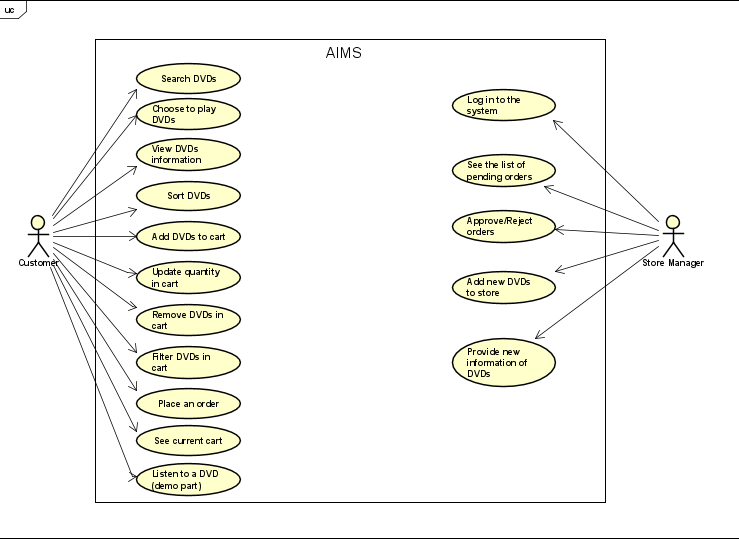 uc
AIMS
Search DVDs
Choose to play
DVDs
View DVDs
information
Sort DVDs
Add DVDs to cart
Update quantity
in cart
Remove DVDs in
cart
Filter DVDs in
cart
Place an order
See current cart
Listen to a DVD
(demo part)
Customer
Log in to the
system
See the list of
pending orders
Approve/Reject
orders
Add new DVDs
to store
Provide new
information of
DVDs
Store Manager